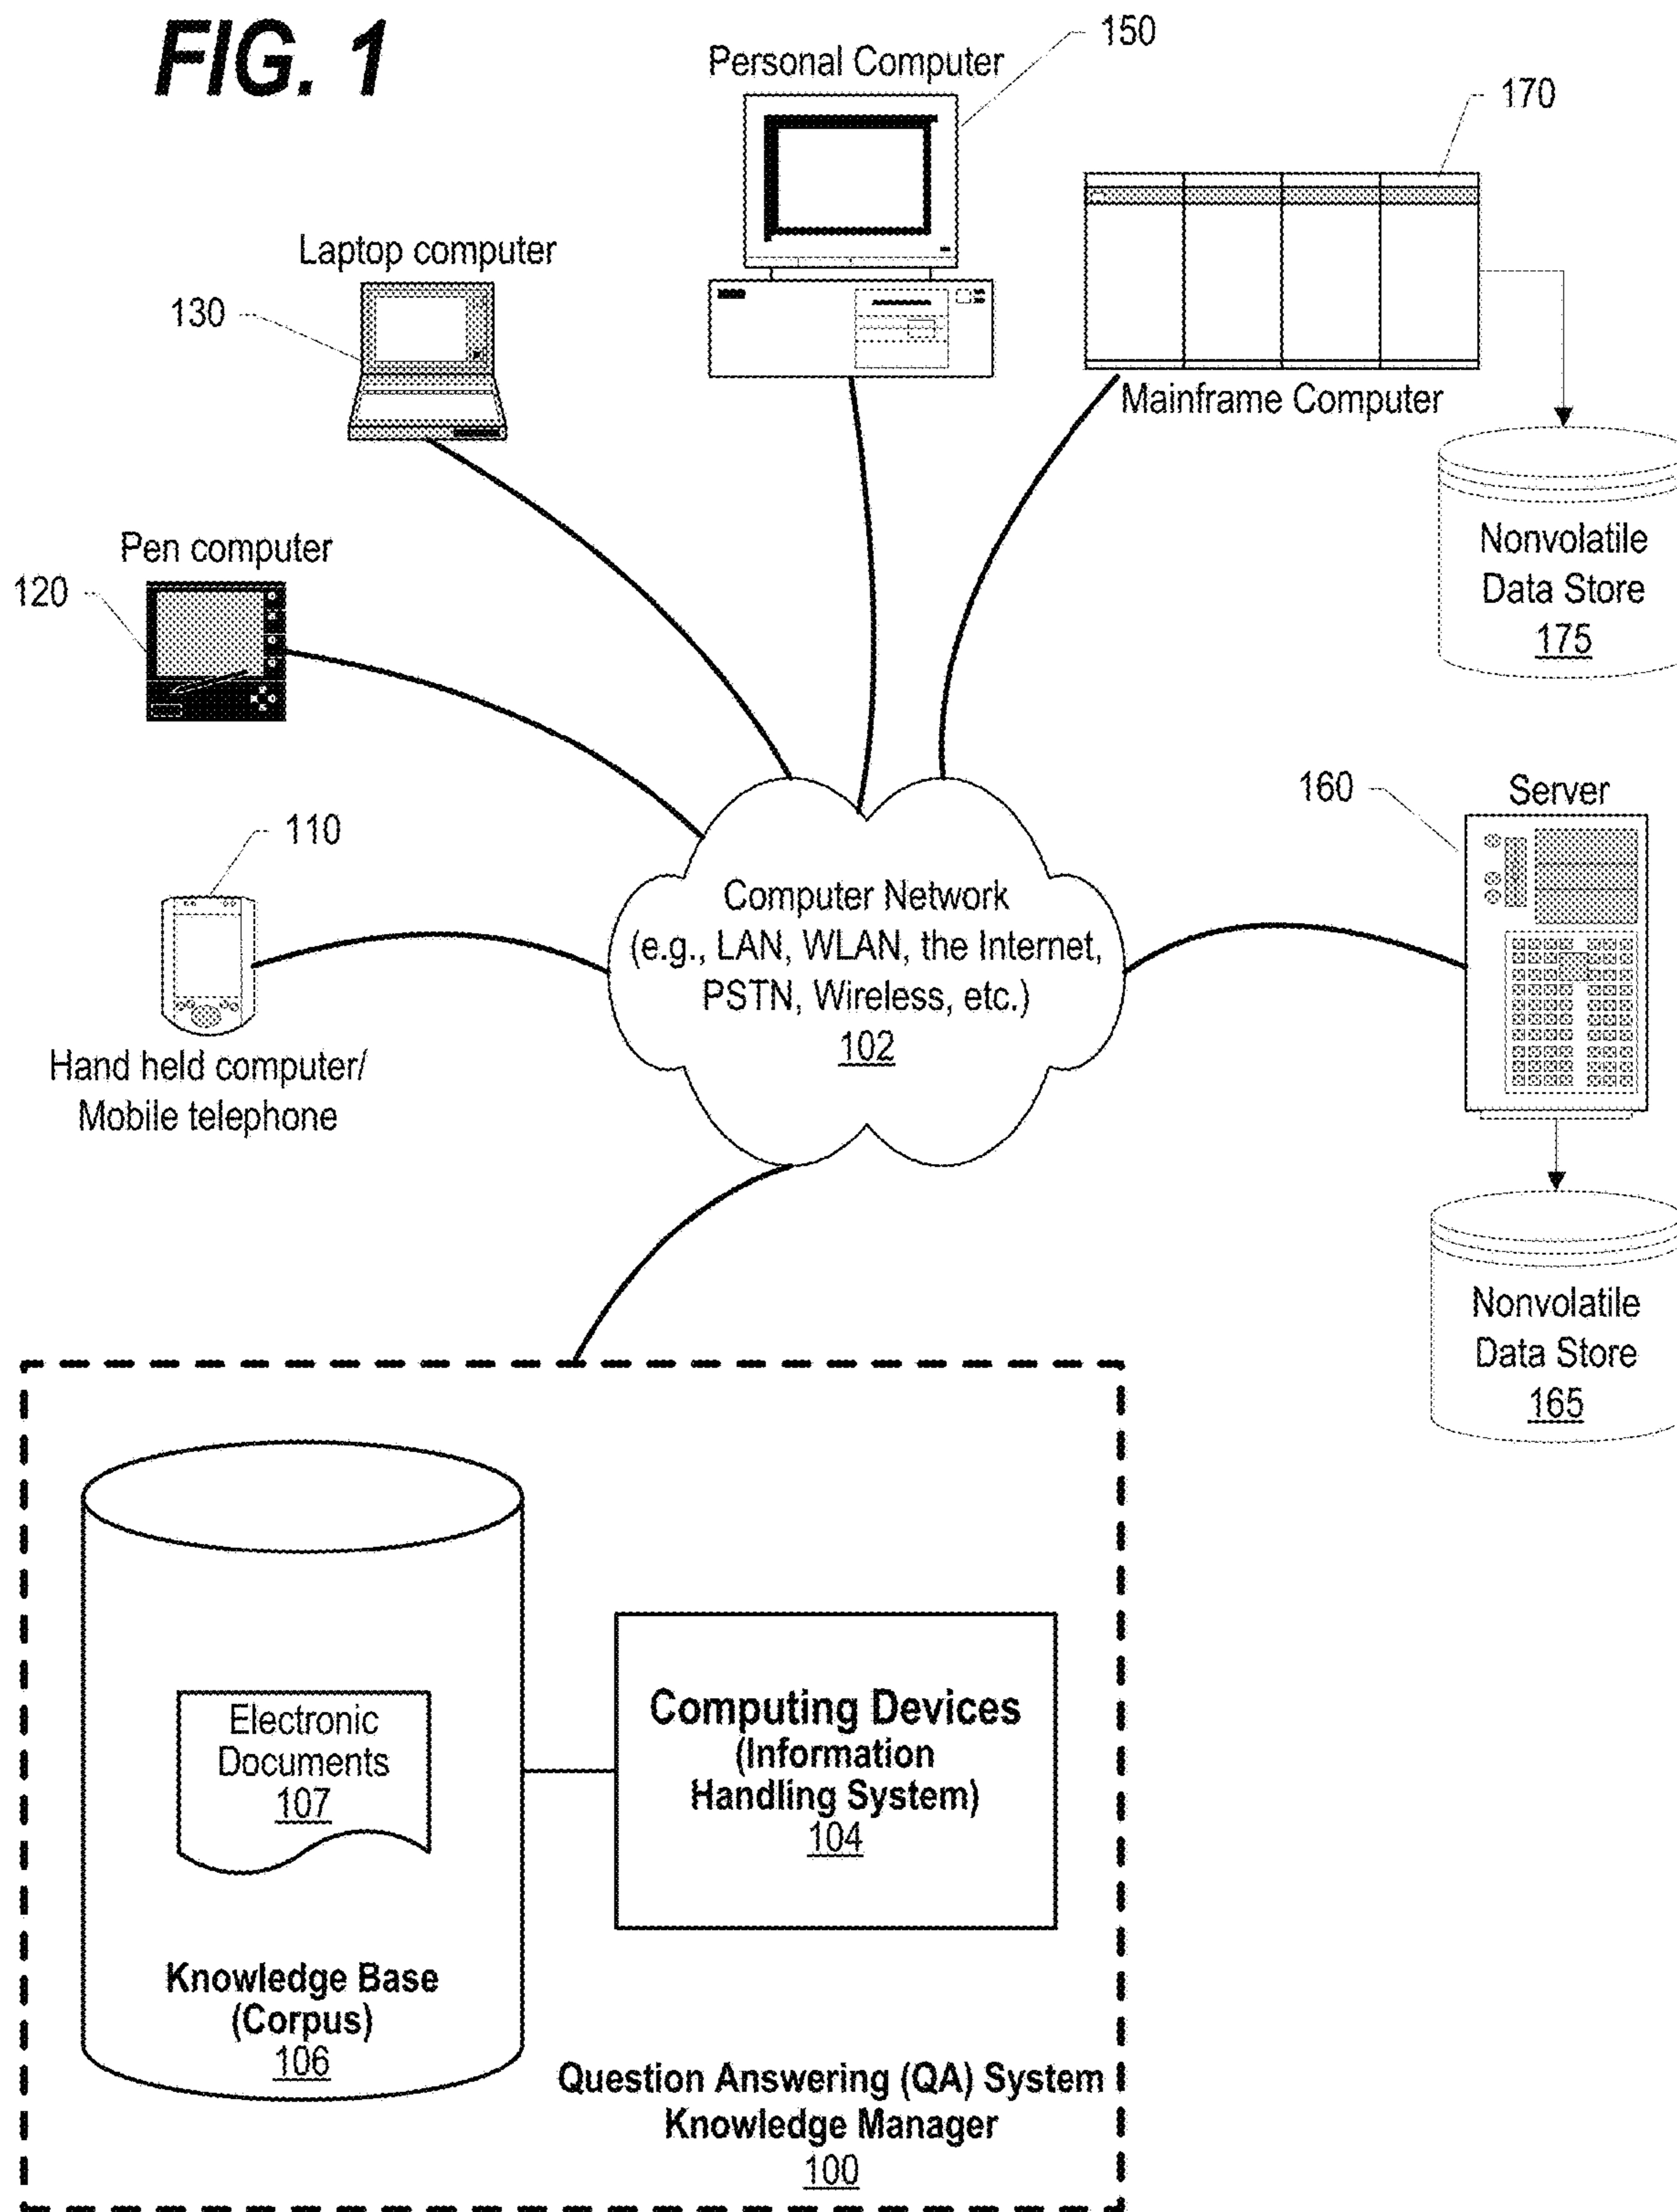 FIG. 1
Personal Computer
150
170
Laptop computer
130
Mainframe Computer
Nonvolatile
Data Store
175
Pen computer
120
160
Server
110
Computer Network
(e.g., LAN, WLAN, the Internet,
PSTN, Wireless, etc.)
102
Hand held computer/
Mobile telephone
Nonvolatile
Data Store
165
Electronic
Documents
107
Computing Devices
(Information
Handling System)
104
Knowledge Base
(Corpus)
106
Question Answering (QA) System
Knowledge Manager
100